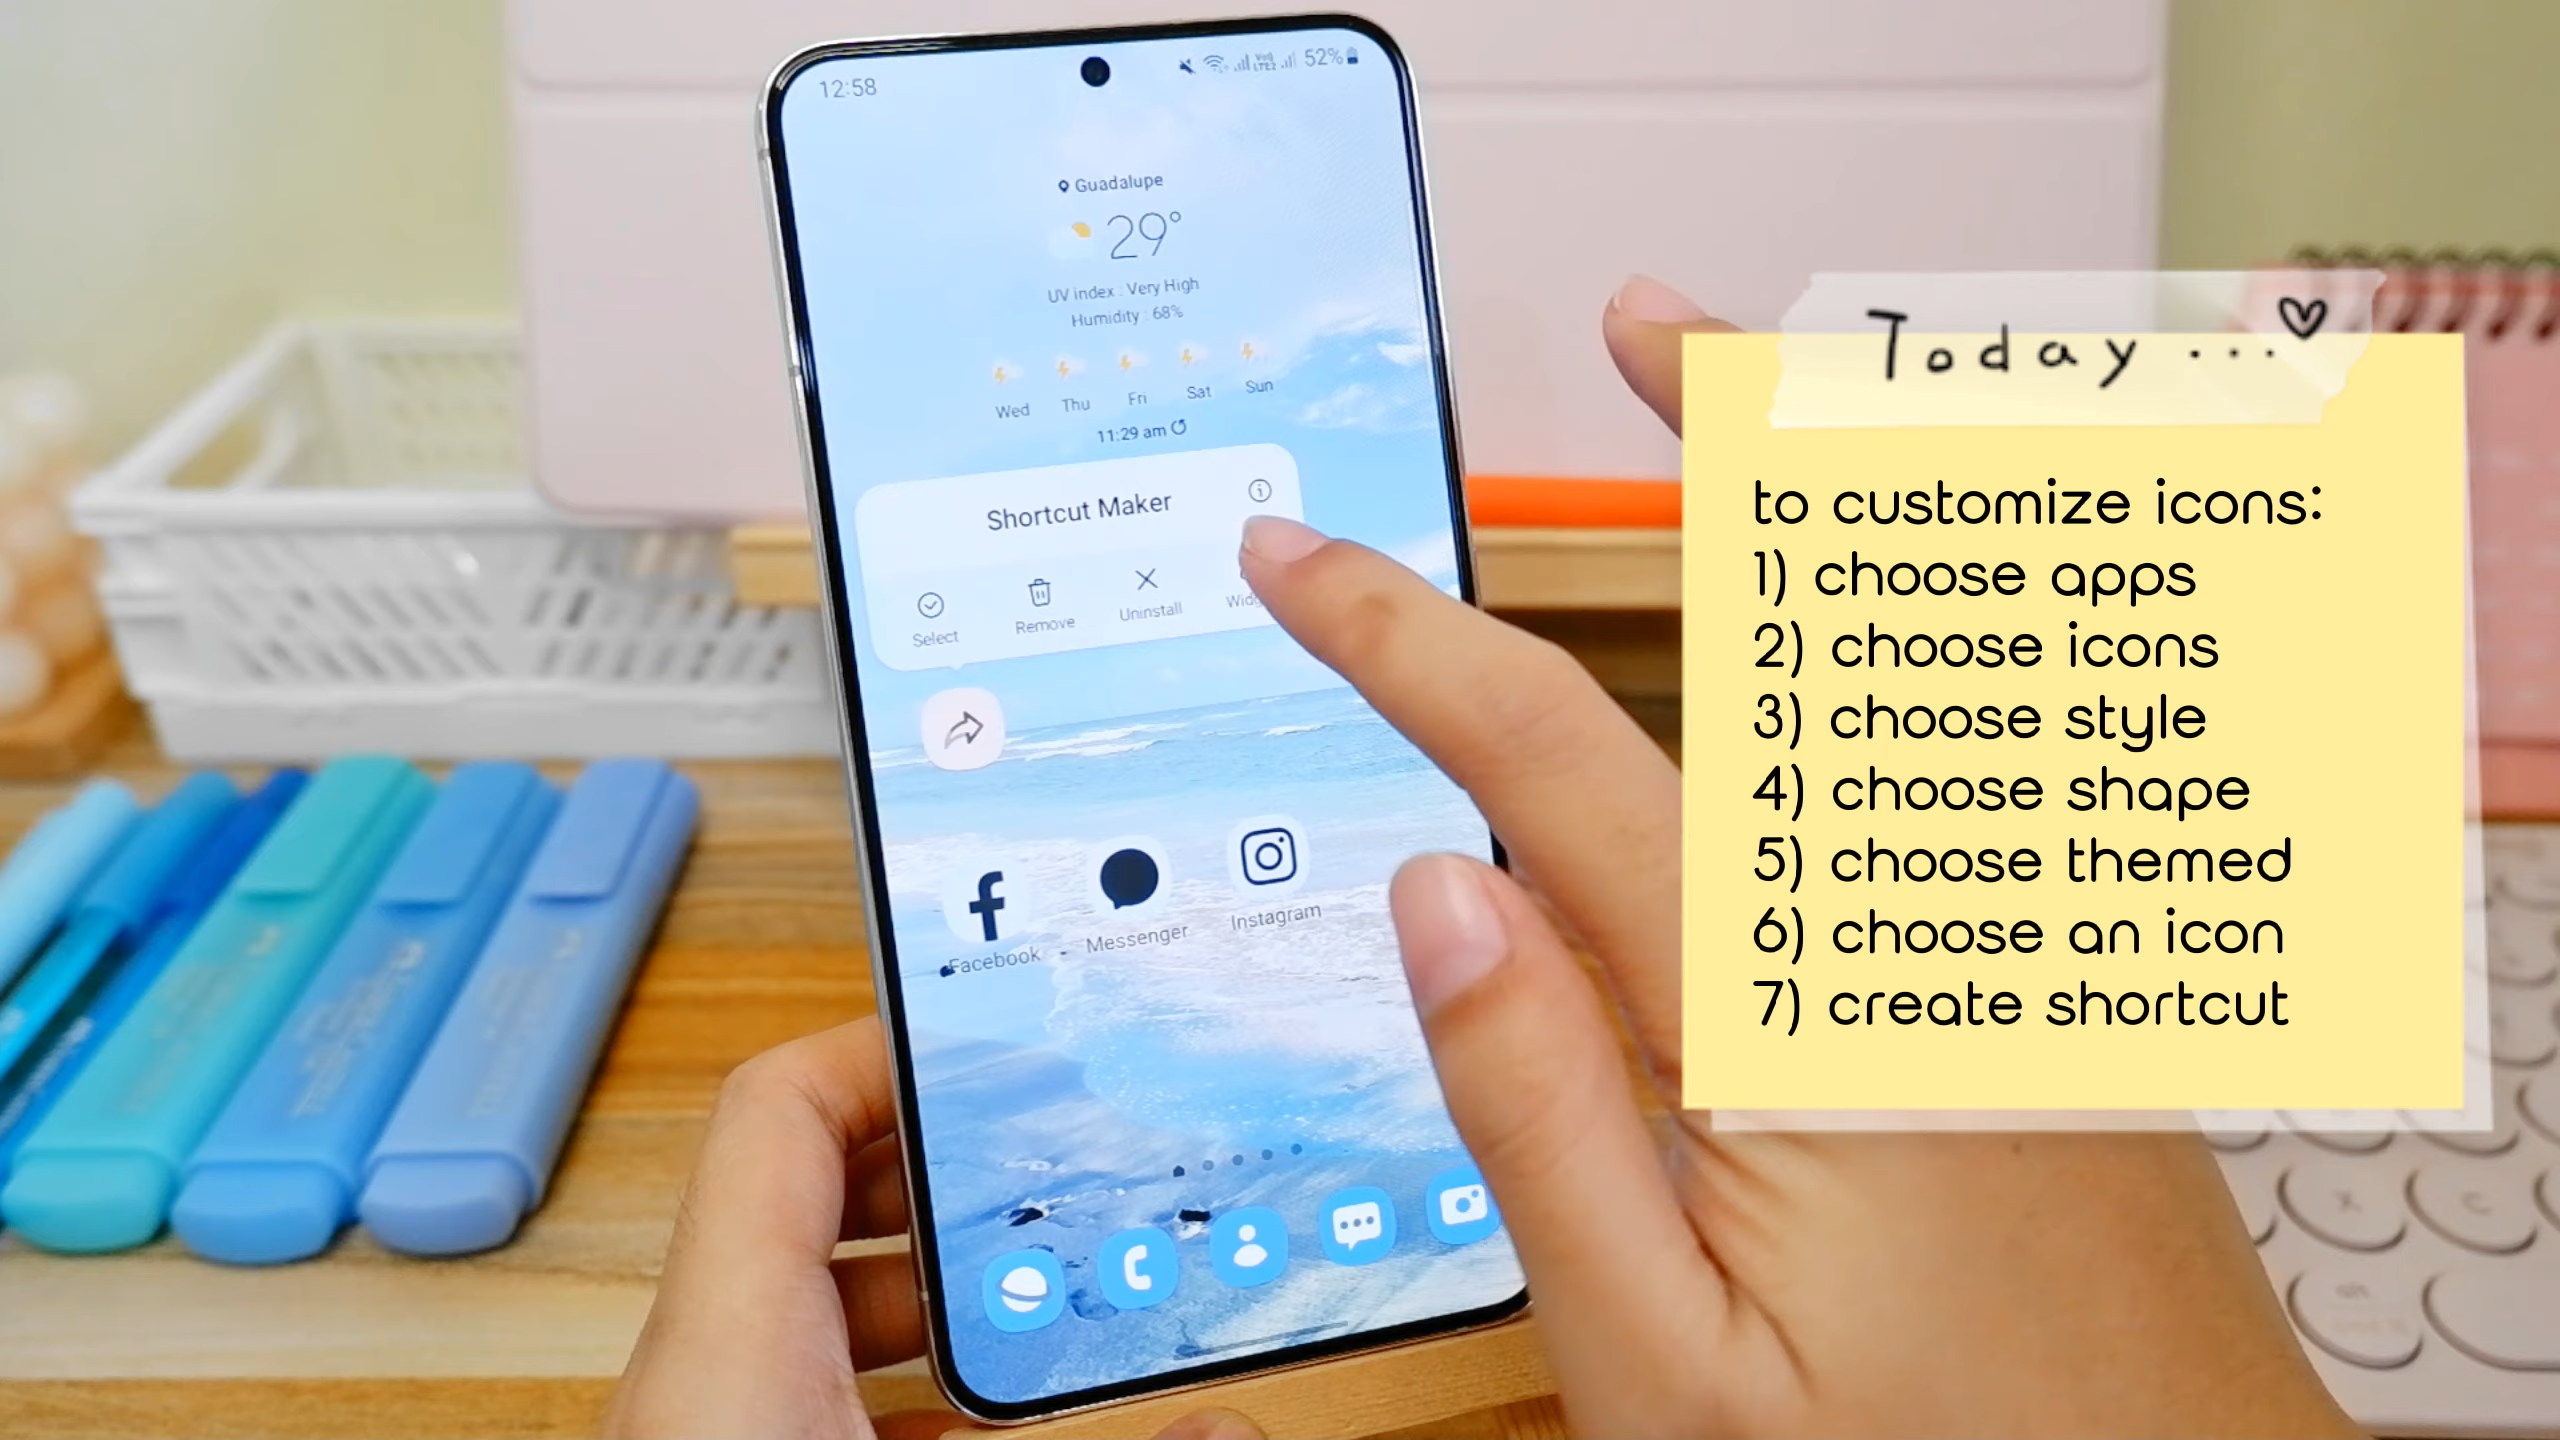 12:58
52%
Guadalupe
29°
UV index : Very High
Humidity : 68%
Wed Thu Fri Sat Sun
11:29 am
Shortcut Maker
Select Remove Uninstall
Facebook Messenger Instagram
Today ...
to customize icons:
1) choose apps
2) choose icons
3) choose style
4) choose shape
5) choose themed
6) choose an icon
7) create shortcut
X C
alt